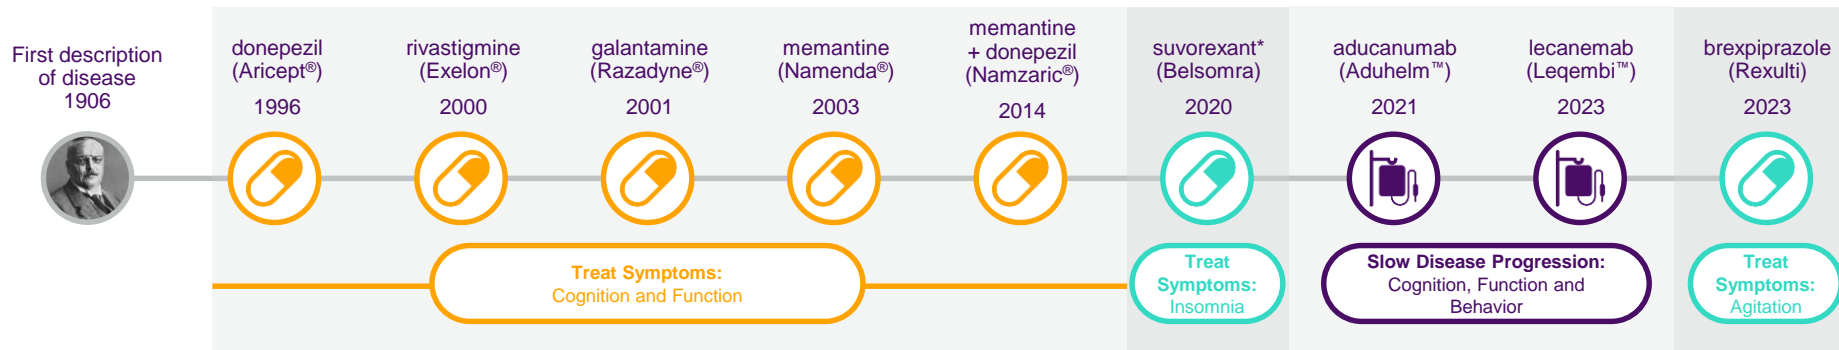 First description
of disease
1906
donepezil
(Aricept®)
1996
rivastigmine
(Exelon®)
2000
galantamine
(Razadyne®)
2001
memantine
(Namenda®)
2003
memantine
+ donepezil
(Namzaric®)
2014
suvorexant*
(Belsomra)
2020
aducanumab
(Aduhelm™)
2021
lecanemab
(Leqembi™)
2023
brexpiprazole
(Rexulti)
2023
Treat Symptoms:
Cognition and Function
Treat
Symptoms:
Insomnia
Slow Disease Progression:
Cognition, Function and
Behavior
Treat
Symptoms:
Agitation